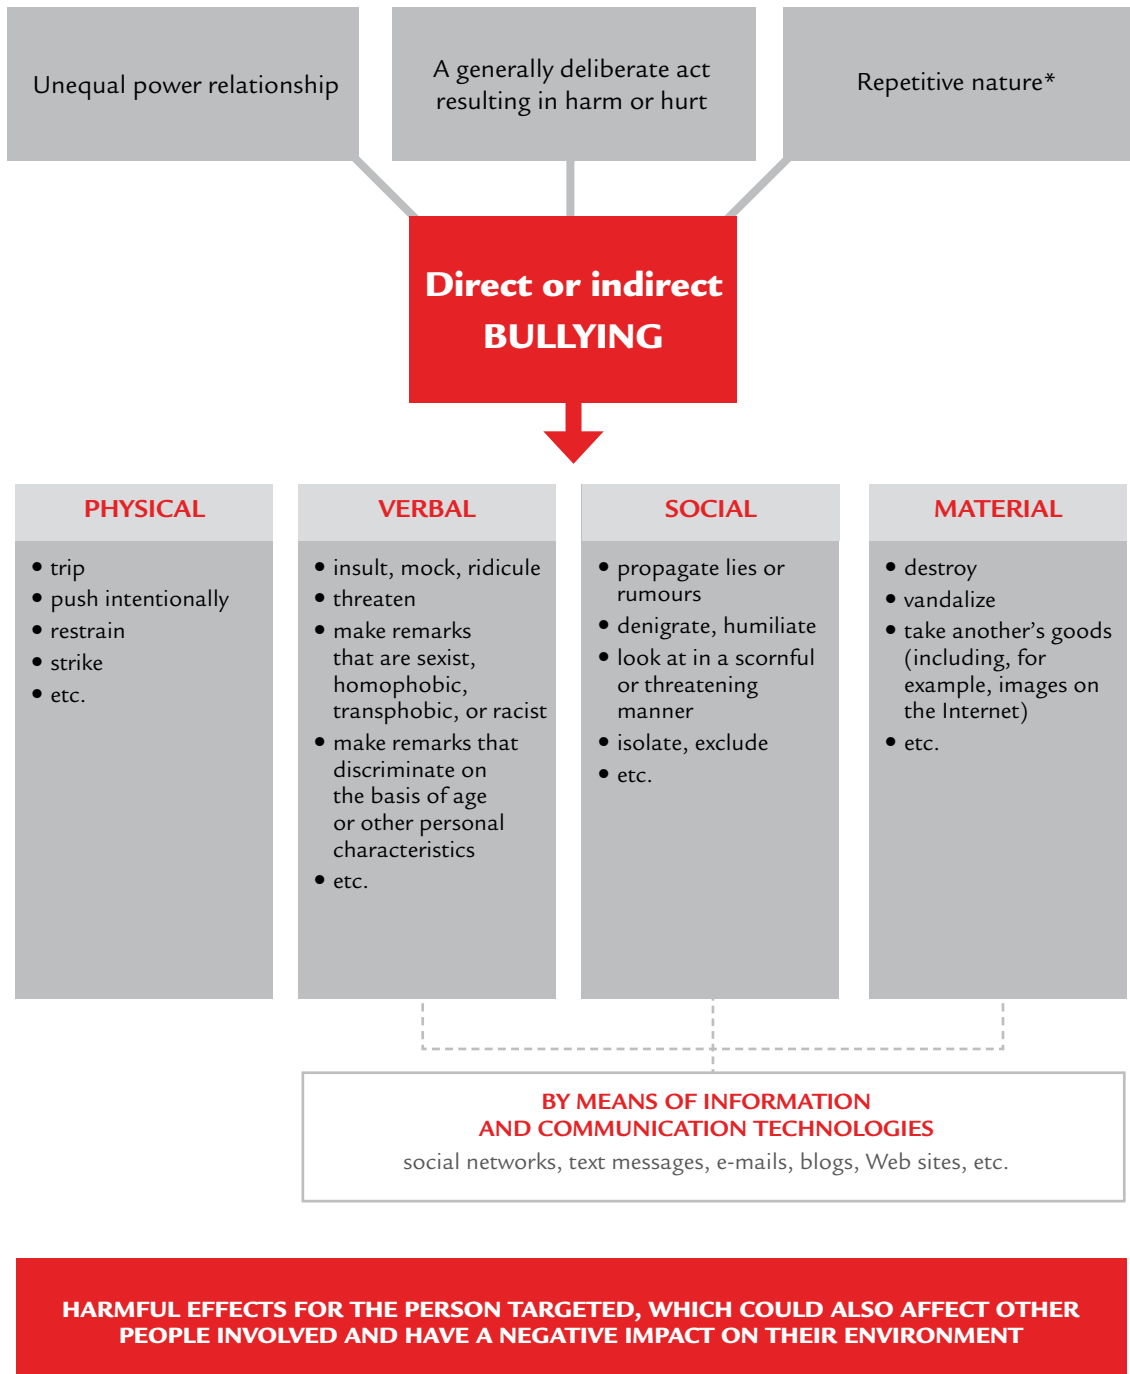 Unequal power relationship
A generally deliberate act
resulting in harm or hurt
Repetitive nature*
Direct or indirect
BULLYING
PHYSICAL
• trip
• push intentionally
• restrain
• strike
• etc.
VERBAL
• insult, mock, ridicule
• threaten
• make remarks
that are sexist,
homophobic,
transphobic, or racist
• make remarks that
discriminate on
the basis of age
or other personal
characteristics
• etc.
SOCIAL
• propagate lies or
rumours
• denigrate, humiliate
• look at in a scornful
or threatening
manner
• isolate, exclude
• etc.
MATERIAL
• destroy
• vandalize
• take another’s goods
(including, for
example, images on
the Internet)
• etc.
BY MEANS OF INFORMATION
AND COMMUNICATION TECHNOLOGIES
social networks, text messages, e-mails, blogs, Web sites, etc.
HARMFUL EFFECTS FOR THE PERSON TARGETED, WHICH COULD ALSO AFFECT OTHER
PEOPLE INVOLVED AND HAVE A NEGATIVE IMPACT ON THEIR ENVIRONMENT